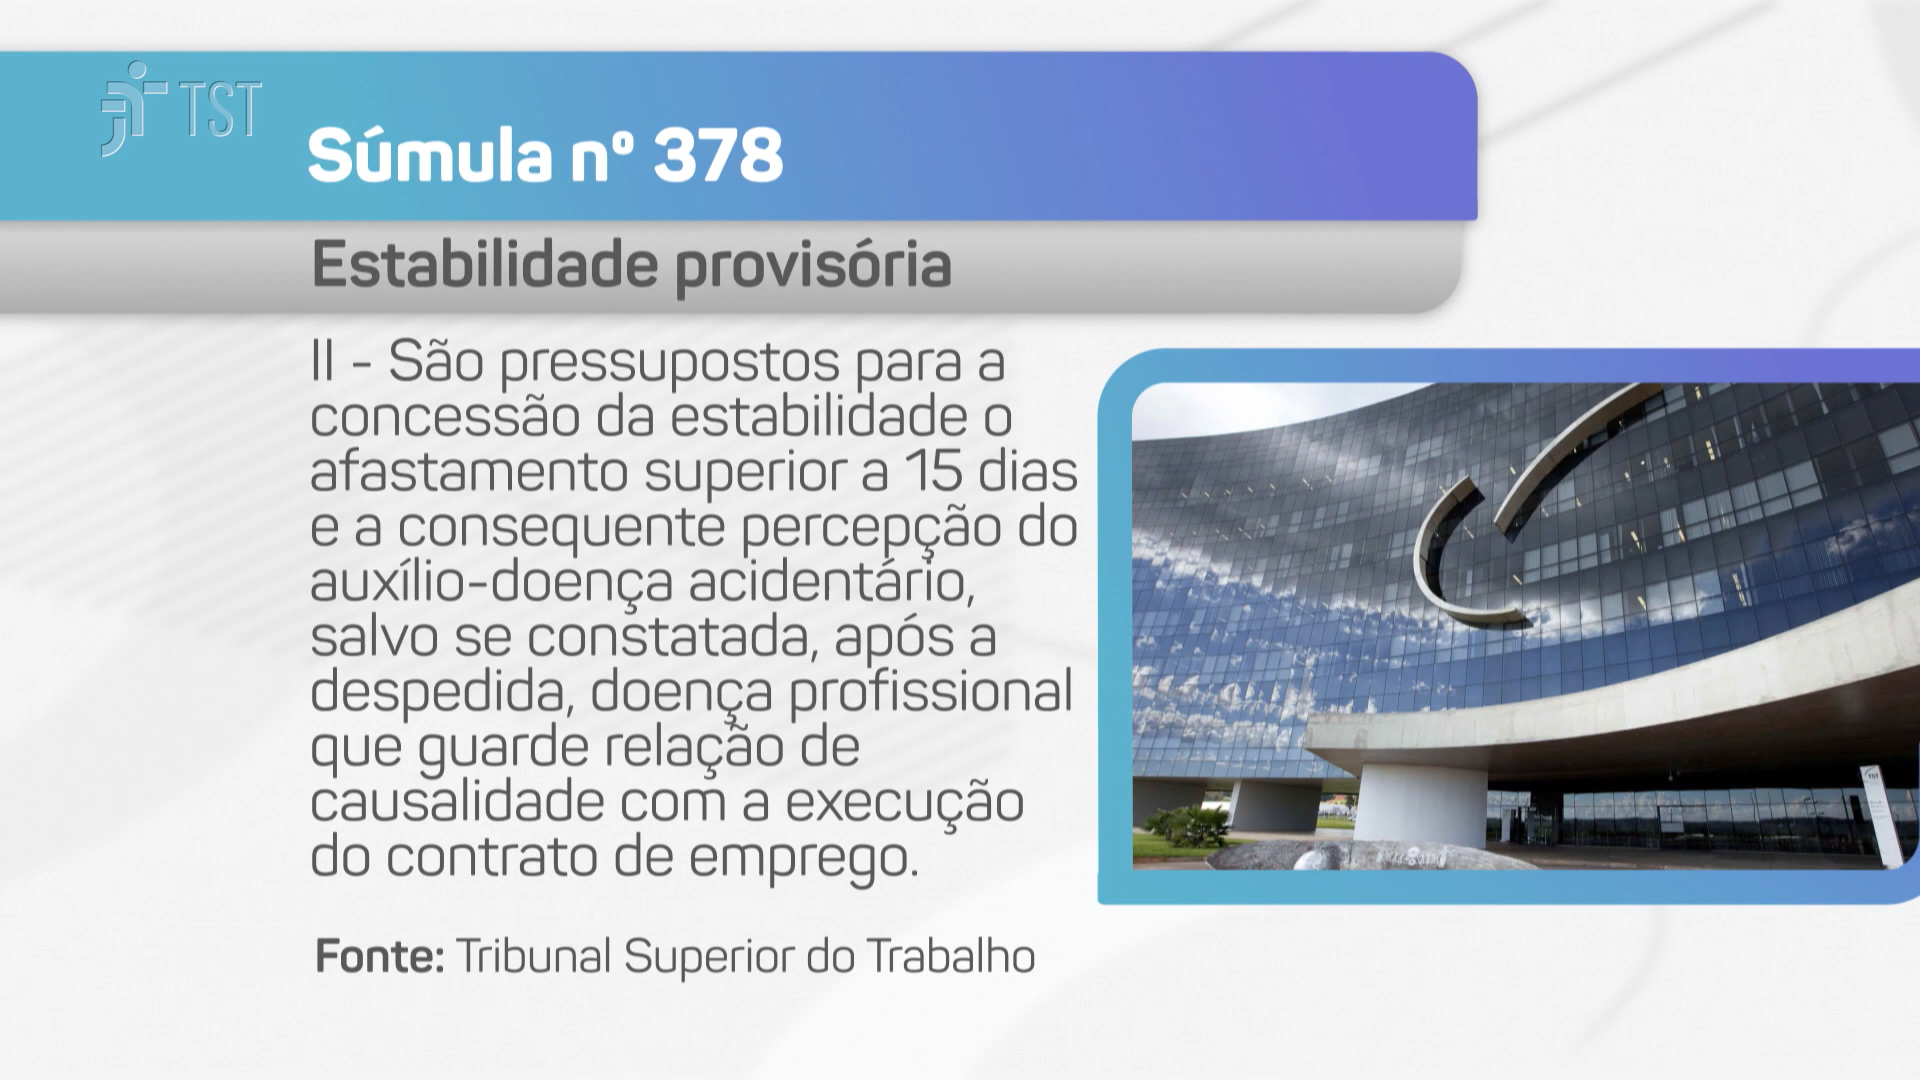 TST
Súmula nº 378
Estabilidade provisória
II - São pressupostos para a
concessão da estabilidade o
afastamento superior a 15 dias
e a consequente percepção do
auxílio-doença acidentário,
salvo se constatada, após a
despedida, doença profissional
que guarde relação de
causalidade com a execução
do contrato de emprego.
Fonte: Tribunal Superior do Trabalho
TST